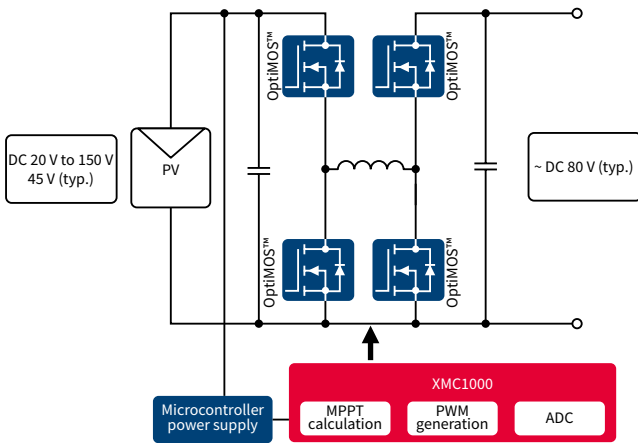 OptiMOS™
OptiMOS™
DC 20 V to 150 V
45 V (typ.)
PV
~ DC 80 V (typ.)
OptiMOS™
OptiMOS™
XMC1000
Microcontroller
power supply
MPPT
calculation
PWM
generation
ADC